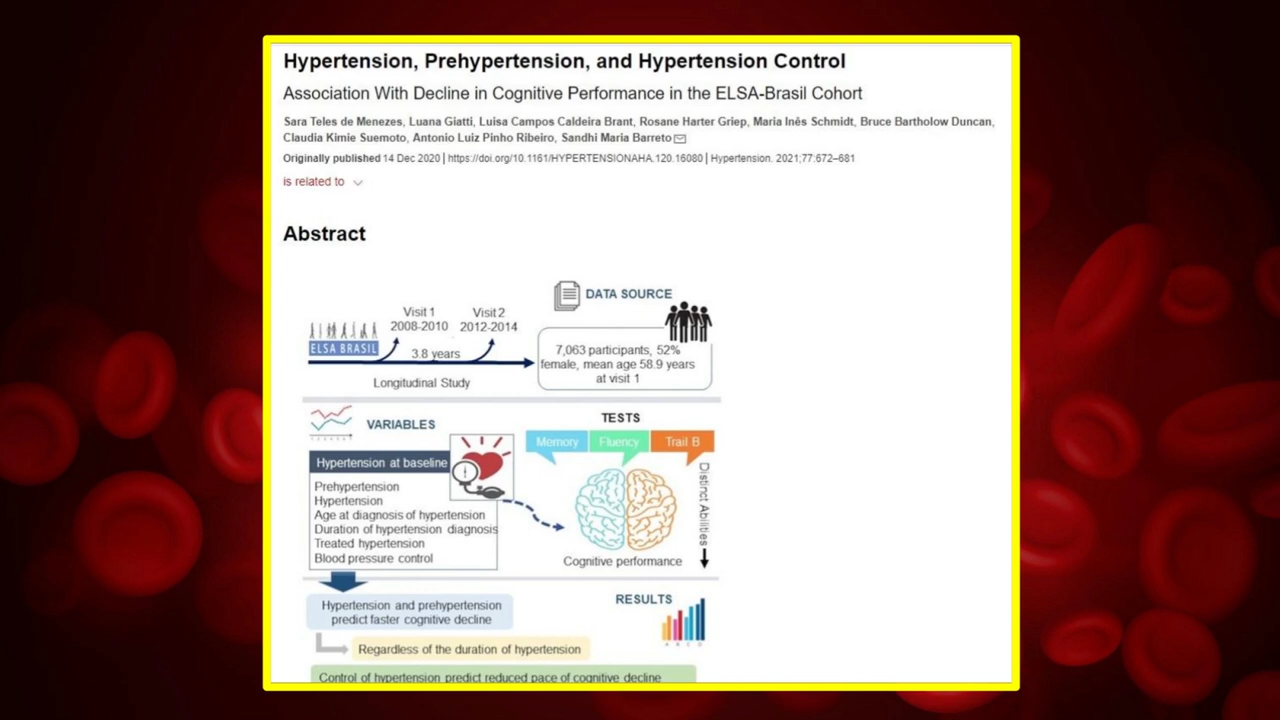 Hypertension, Prehypertension, and Hypertension Control
Association With Decline in Cognitive Performance in the ELSA-Brasil Cohort
Sara Teles de Menezes, Luana Giatti, Luisa Campos Caldeira Brant, Rosane Harter Griep, Maria Inês Schmidt, Bruce Bartholow Duncan,
Claudia Kimie Suemoto, Antonio Luiz Pinho Ribeiro, Sandhi Maria Barreto
Originally published 14 Dec 2020 | https://doi.org/10.1161/HYPERTENSIONAHA.120.16080 | Hypertension. 2021;77:672–681
is related to
Abstract
DATA SOURCE
Visit 1
2008-2010
Visit 2
2012-2014
ELSA BRASIL
3.8 years
Longitudinal Study
7,063 participants, 52%
female, mean age 58.9 years
at visit 1
VARIABLES
TESTS
Memory
Fluency
Trail B
Hypertension at baseline
Prehypertension
Hypertension
Age at diagnosis of hypertension
Duration of hypertension diagnosis
Treated hypertension
Blood pressure control
Distinct Abilities
Cognitive performance
RESULTS
Hypertension and prehypertension
predict faster cognitive decline
Regardless of the duration of hypertension
Control of hypertension predict reduced pace of cognitive decline